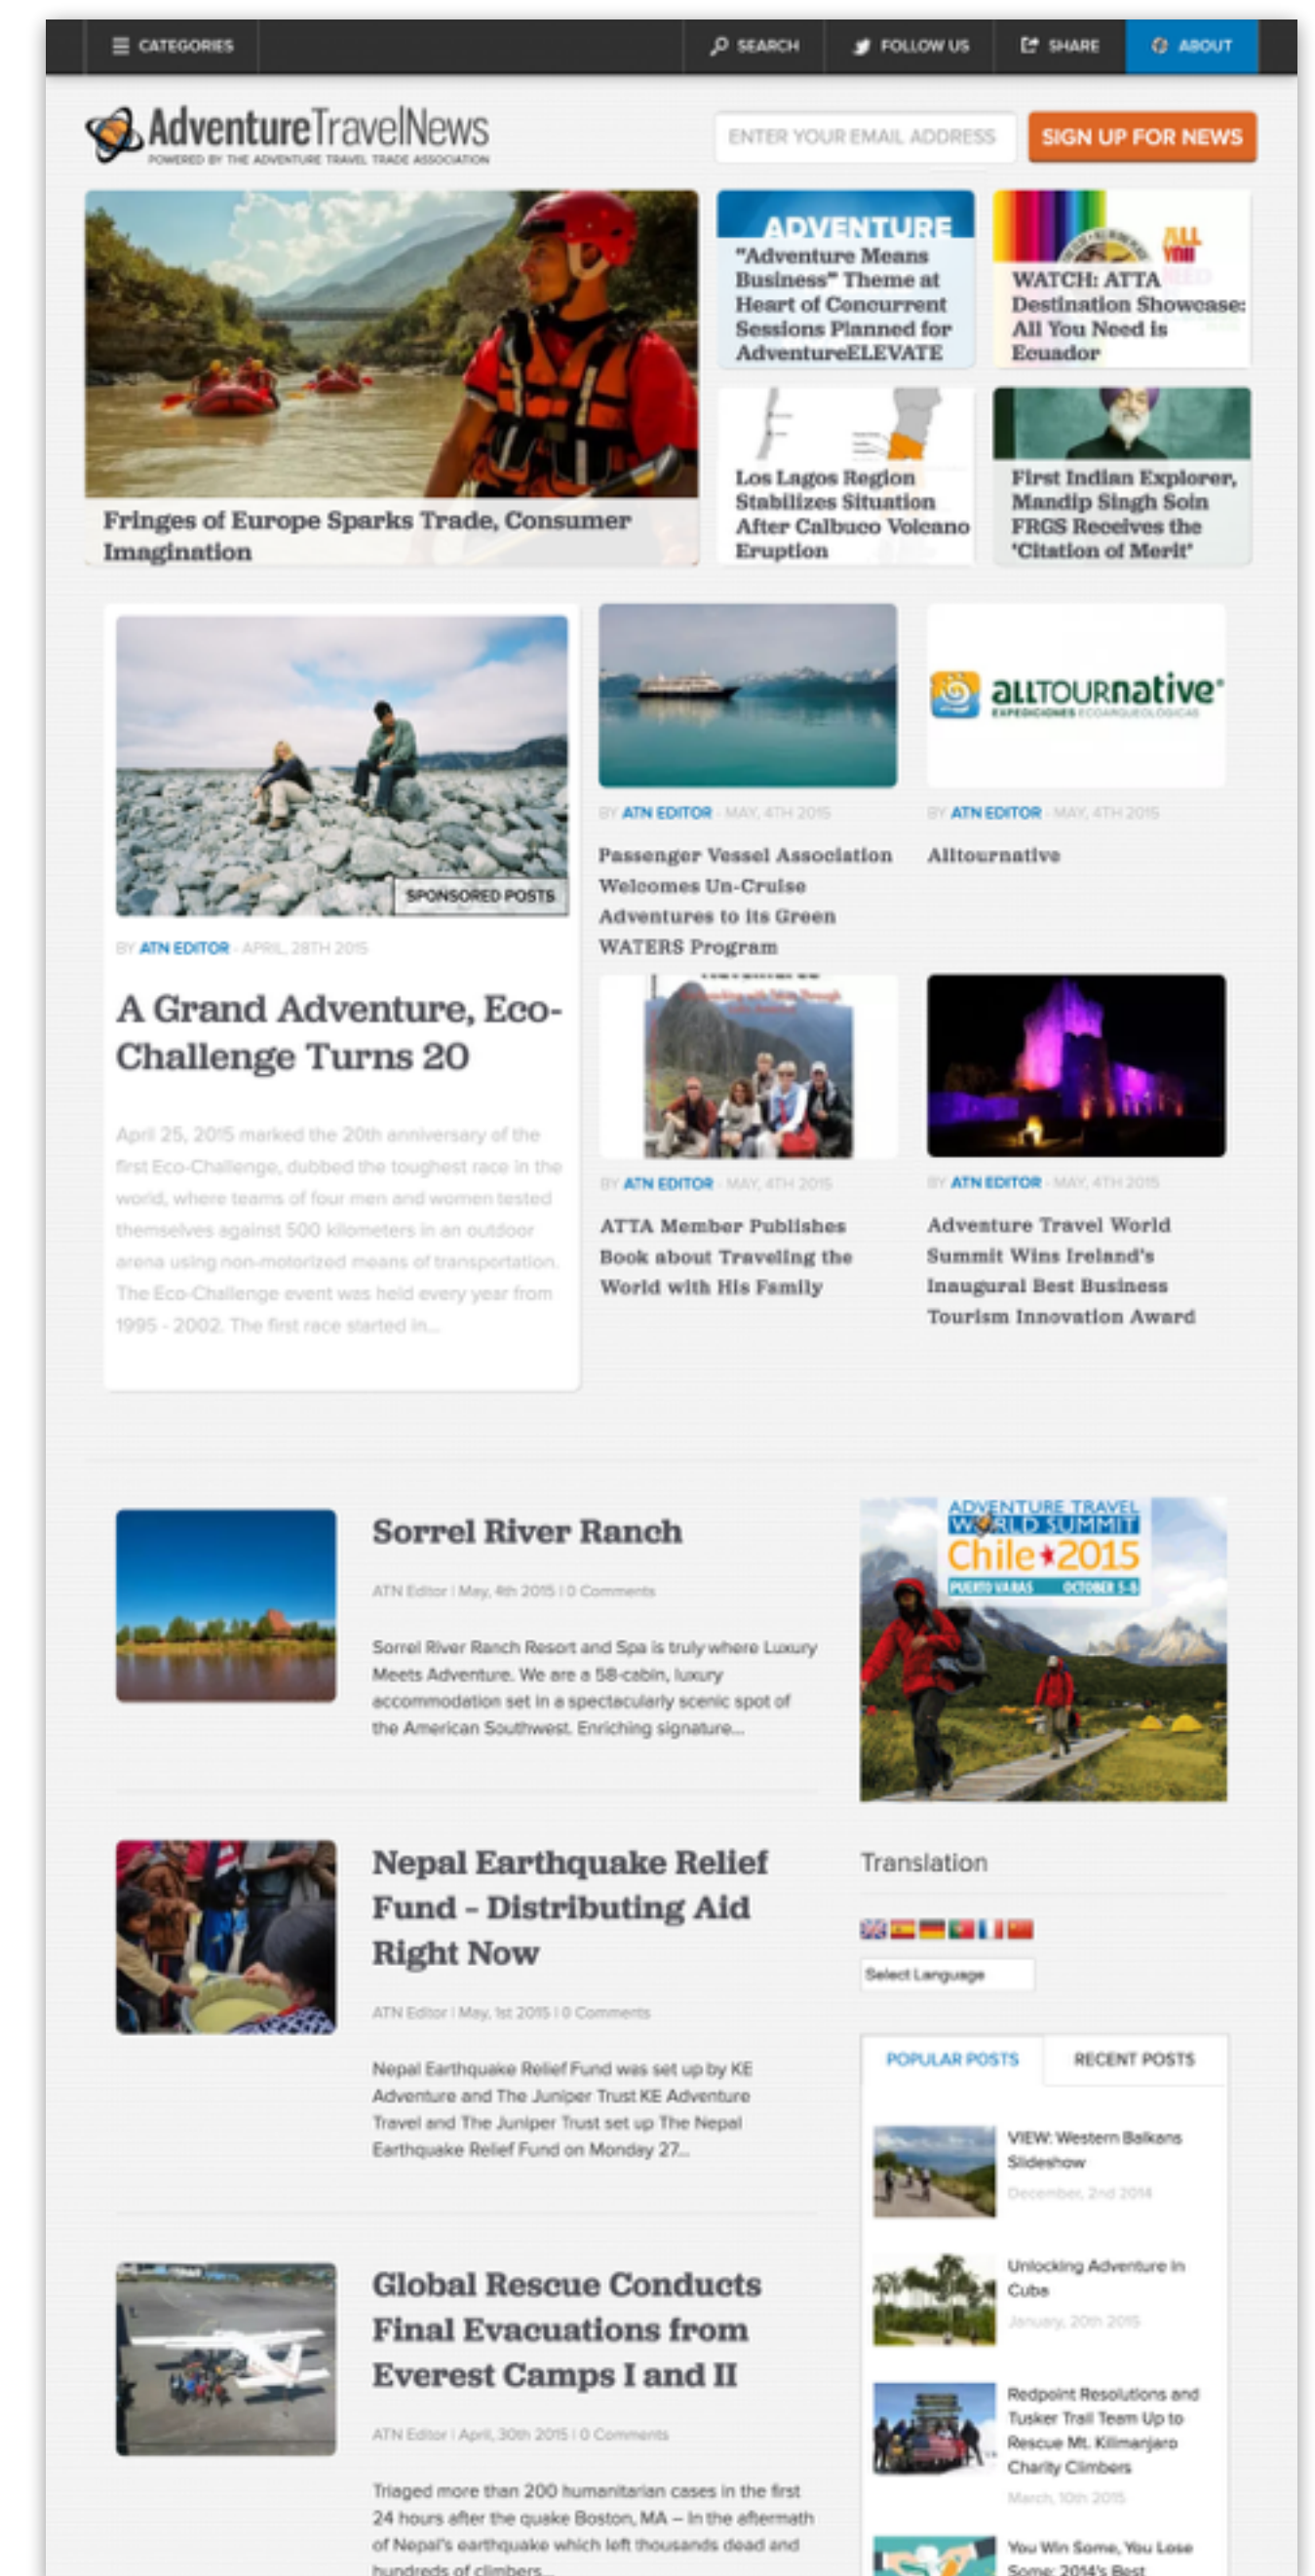 CATEGORIES
SEARCH
FOLLOW US
SHARE
ABOUT
AdventureTravelNews
POWERED BY THE ADVENTURE TRAVEL TRADE ASSOCIATION
ENTER YOUR EMAIL ADDRESS
SIGN UP FOR NEWS
Fringes of Europe Sparks Trade, Consumer
Imagination
ADVENTURE
"Adventure Means
Business" Theme at
Heart of Concurrent
Sessions Planned for
AdventureELEVATE
ALL
YOU
NEED
WATCH: ATTA
Destination Showcase:
All You Need is
Ecuador
Los Lagos Region
Stabilizes Situation
After Calbuco Volcano
Eruption
First Indian Explorer,
Mandip Singh Soin
FRGS Receives the
'Citation of Merit'
SPONSORED POSTS
BY ATN EDITOR - APRIL, 28TH 2015
A Grand Adventure, Eco-
Challenge Turns 20
April 25, 2015 marked the 20th anniversary of the
first Eco-Challenge, dubbed the toughest race in the
world, where teams of four men and women tested
themselves against 500 kilometers in an outdoor
arena using non-motorized means of transportation.
The Eco-Challenge event was held every year from
1995 - 2002. The first race started in...
BY ATN EDITOR - MAY, 4TH 2015
Passenger Vessel Association
Welcomes Un-Cruise
Adventures to its Green
WATERS Program
allTOURnative®
EXPEDICIONES ECOARQUEOLÓGICAS
BY ATN EDITOR - MAY, 4TH 2015
Alltournative
BY ATN EDITOR - MAY, 4TH 2015
ATTA Member Publishes
Book about Traveling the
World with His Family
BY ATN EDITOR - MAY, 4TH 2015
Adventure Travel World
Summit Wins Ireland's
Inaugural Best Business
Tourism Innovation Award
Sorrel River Ranch
ATN Editor | May, 4th 2015 | 0 Comments
Sorrel River Ranch Resort and Spa is truly where Luxury
Meets Adventure. We are a 58-cabin, luxury
accommodation set in a spectacularly scenic spot of
the American Southwest. Enriching signature...
Nepal Earthquake Relief
Fund – Distributing Aid
Right Now
ATN Editor | May, 1st 2015 | 0 Comments
Nepal Earthquake Relief Fund was set up by KE
Adventure and The Juniper Trust KE Adventure
Travel and The Juniper Trust set up The Nepal
Earthquake Relief Fund on Monday 27...
Global Rescue Conducts
Final Evacuations from
Everest Camps I and II
ATN Editor | April, 30th 2015 | 0 Comments
Triaged more than 200 humanitarian cases in the first
24 hours after the quake Boston, MA – In the aftermath
of Nepal's earthquake which left thousands dead and
hundreds of climbers...
ADVENTURE TRAVEL
WORLD SUMMIT
Chile 2015
PUERTO VARAS OCTOBER 5-8
Translation
Select Language
POPULAR POSTS
RECENT POSTS
VIEW: Western Balkans
Slideshow
December, 2nd 2014
Unlocking Adventure in
Cuba
January, 20th 2015
Redpoint Resolutions and
Tusker Trail Team Up to
Rescue Mt. Kilimanjaro
Charity Climbers
March, 10th 2015
You Win Some, You Lose
Some: 2014's Best